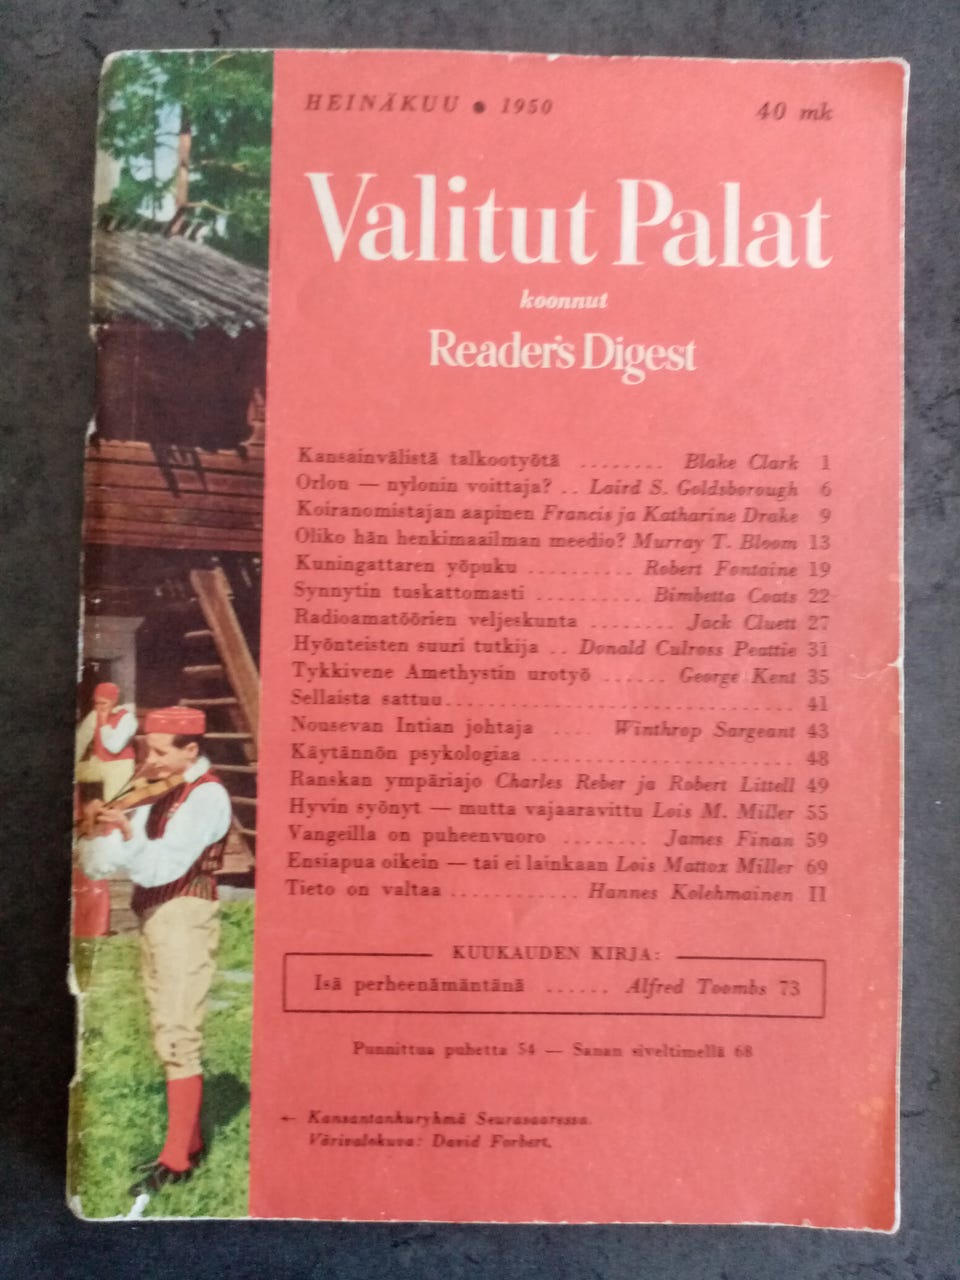 HEINÄKUU ● 1950 40 mk
Valitut Palat
koonnut
Reader's Digest
Kansainvälistä talkootyötä ........ Blake Clark 1
Orlon — nylonin voittaja? .. Laird S. Goldsborough 6
Koiranomistajan aapinen Francis ja Katharine Drake 9
Oliko hän henkimaailman meedio? Murray T. Bloom 13
Kuningattaren yöpuku .......... Robert Fontaine 19
Synnytin tuskattomasti .......... Bimbetta Coats 22
Radioamatöörien veljeskunta ........ Jack Cluett 27
Hyönteisten suuri tutkija .. Donald Culross Peattie 31
Tykkivene Amethystin urotyö ...... George Kent 35
Sellaista sattuu.............................. 41
Nousevan Intian johtaja .... Winthrop Sargeant 43
Käytännön psykologiaa ....................... 48
Ranskan ympäriajo Charles Reber ja Robert Littell 49
Hyvin syönyt — mutta vajaaravittu Lois M. Miller 55
Vangeilla on puheenvuoro ........ James Finan 59
Ensiapua oikein — tai ei lainkaan Lois Mattox Miller 69
Tieto on valtaa ........... Hannes Kolehmainen II
KUUKAUDEN KIRJA:
Isä perheenämäntänä ...... Alfred Toombs 73
Punnittua puhetta 54 — Sanan siveltimellä 68
← Kansantanhuryhmä Seurasaaressa.
Värivalokuva: David Forbert.